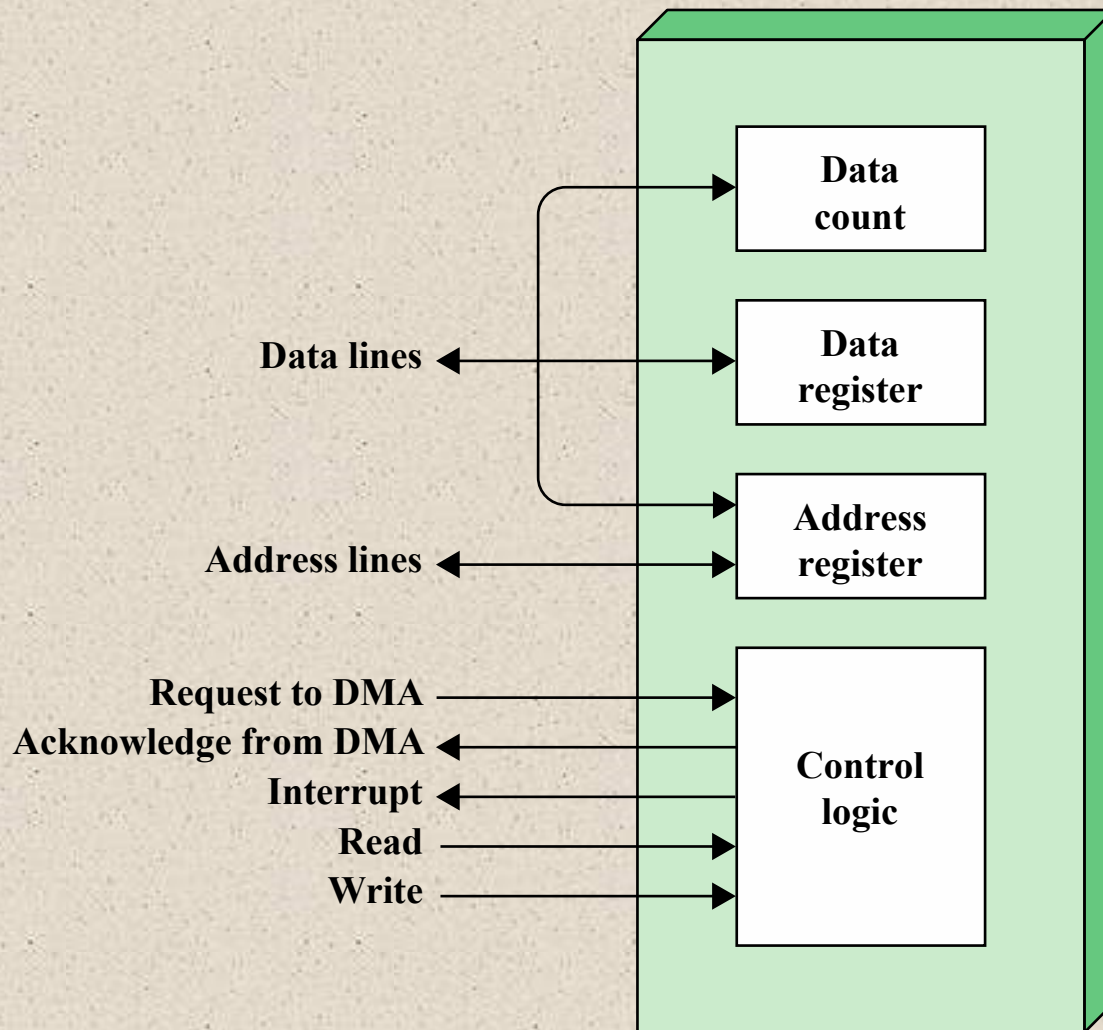 Data
count
Data lines
Data
register
Address
register
Address lines
Request to DMA
Acknowledge from DMA
Interrupt
Read
Write
Control
logic